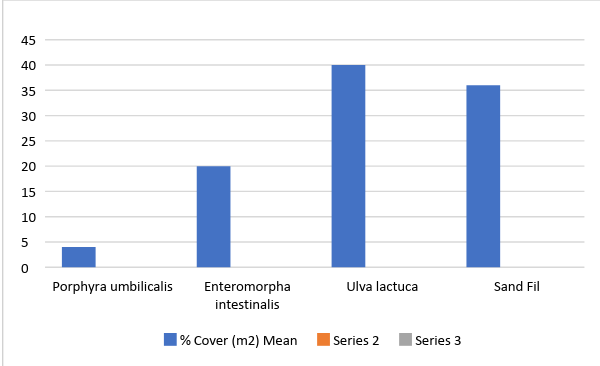 45
40
35
30
25
20
15
10
5
0
Porphyra umbilicalis
Enteromorpha
intestinalis
Ulva lactuca
Sand Fil
% Cover (m2) Mean
Series 2
Series 3